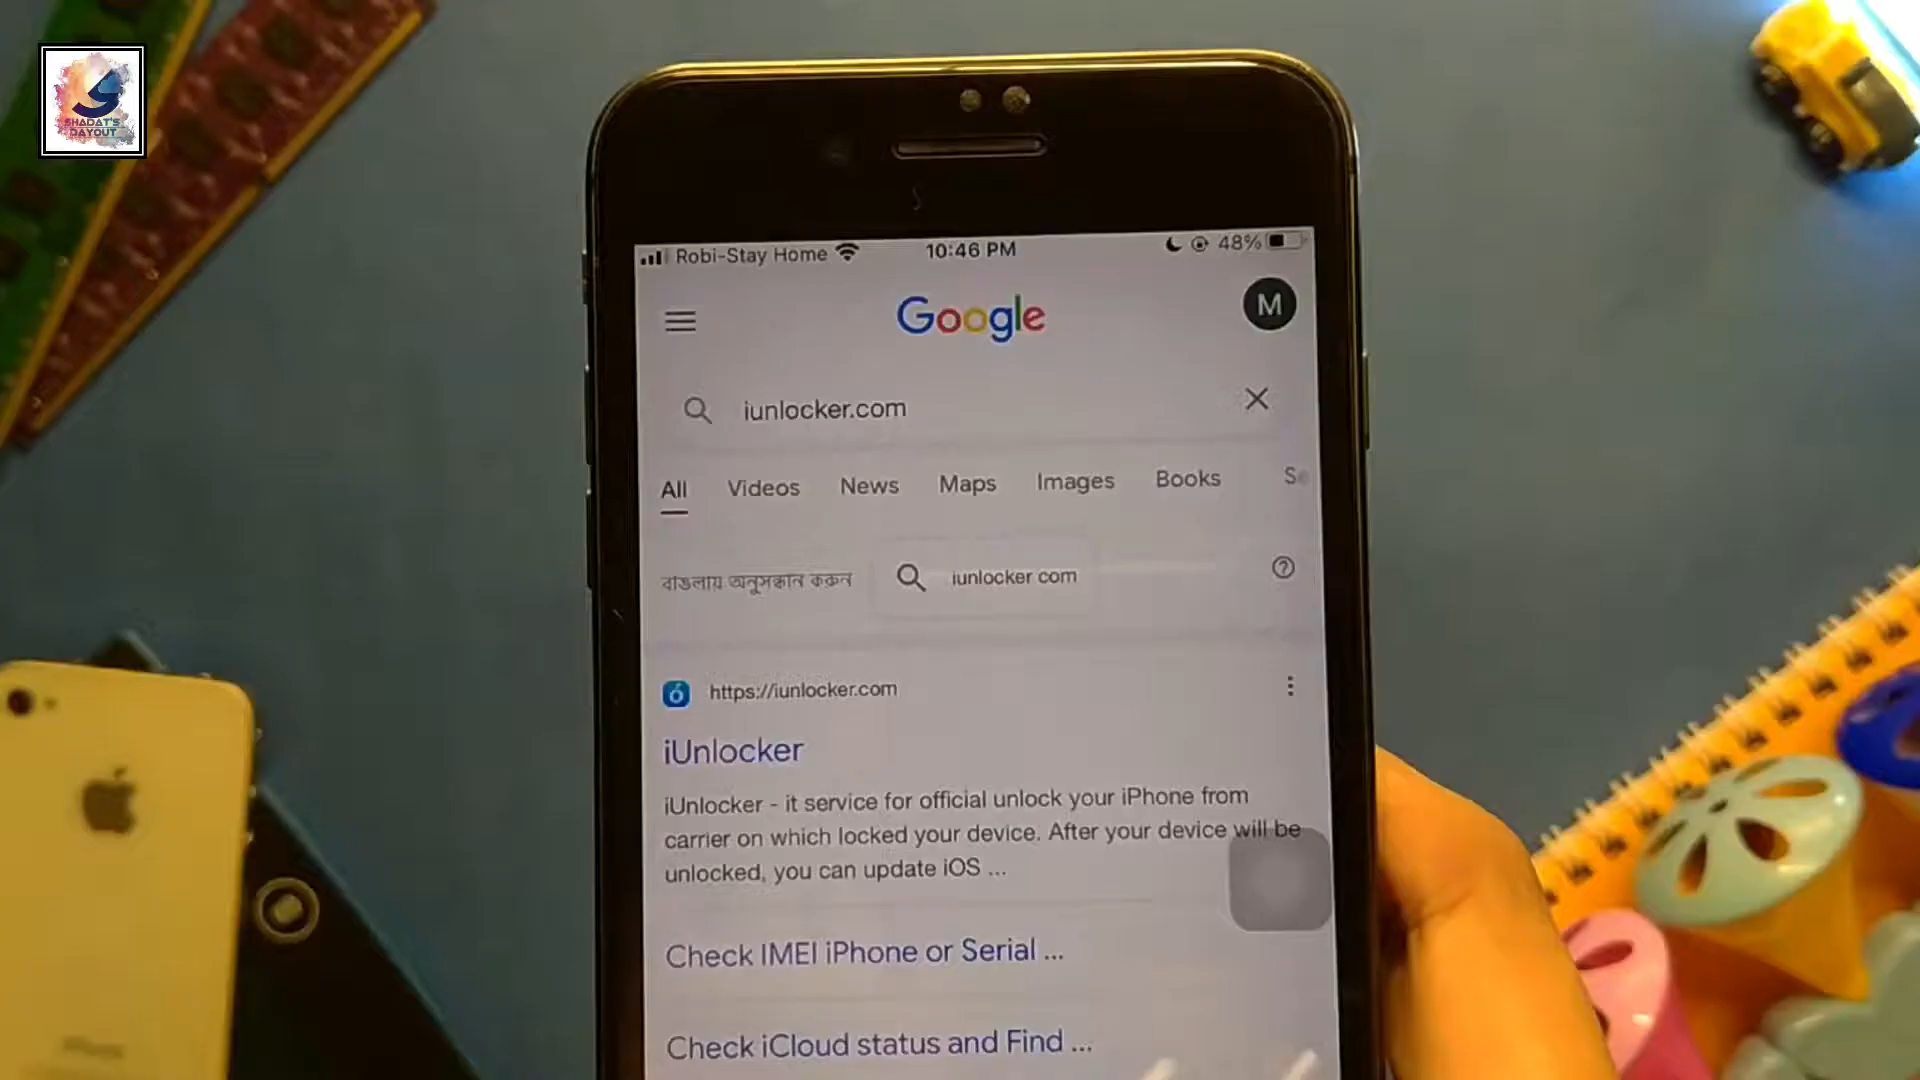 SHADAT'S
DAYOUT
Robi-Stay Home 10:46 PM 48%
Google M
iunlocker.com
All Videos News Maps Images Books
বাঙলায় অনুসন্ধান করুন iunlocker com
https://iunlocker.com
iUnlocker
iUnlocker - it service for official unlock your iPhone from
carrier on which locked your device. After your device will be
unlocked, you can update iOS ...
Check IMEI iPhone or Serial ...
Check iCloud status and Find ...